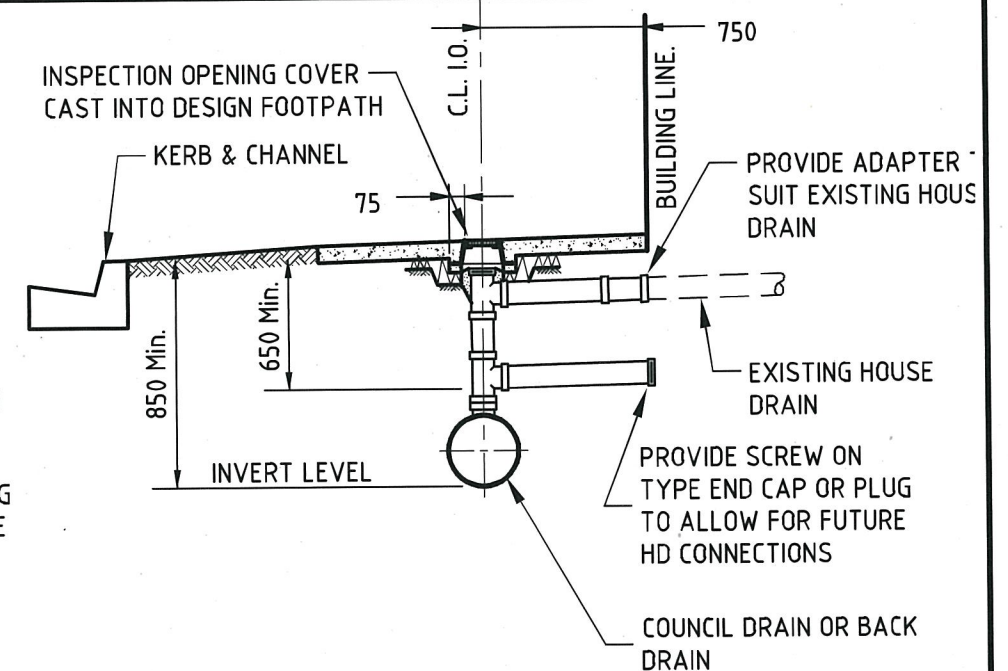 750
INSPECTION OPENING COVER
CAST INTO DESIGN FOOTPATH
C.L. I.O.
BUILDING LINE.
KERB & CHANNEL
75
PROVIDE ADAPTER
SUIT EXISTING HOUS
DRAIN
850 Min.
650 Min.
EXISTING HOUSE
DRAIN
INVERT LEVEL
PROVIDE SCREW ON
TYPE END CAP OR PLUG
TO ALLOW FOR FUTURE
HD CONNECTIONS
G
E
COUNCIL DRAIN OR BACK
DRAIN